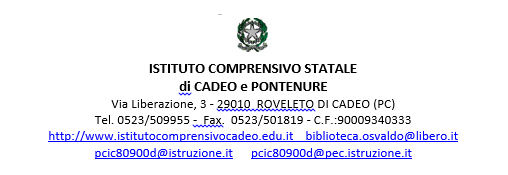 ISTITUTO COMPRENSIVO STATALE
di CADEO e PONTENURE
Via Liberazione, 3 - 29010 ROVELETO DI CADEO (PC)
Tel. 0523/509955 - Fax. 0523/501819 - C.F.:90009340333
http://www.istitutocomprensivocadeo.edu.it biblioteca.osvaldo@libero.it
pcic80900d@istruzione.it pcic80900d@pec.istruzione.it